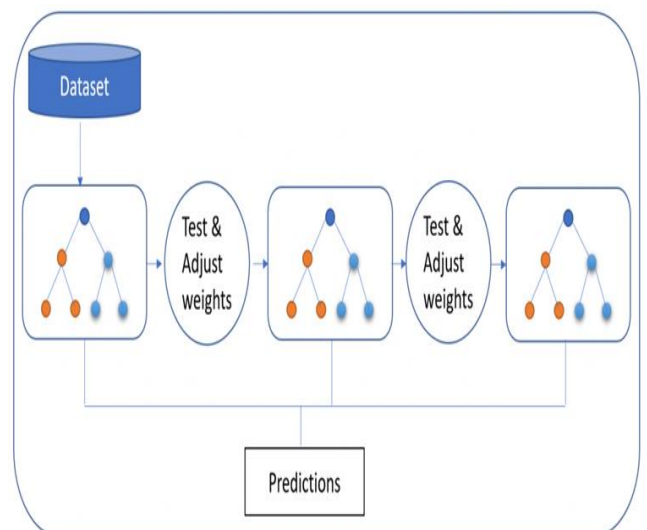 Dataset
Test &
Adjust
weights
Test &
Adjust
weights
Predictions